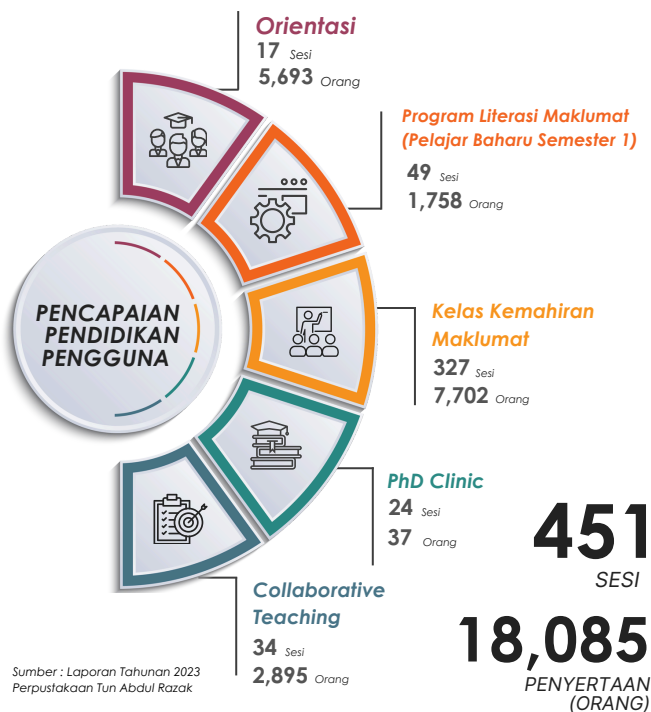 Orientasi
17 Sesi
5,693 Orang
Program Literasi Maklumat
(Pelajar Baharu Semester 1)
49 Sesi
1,758 Orang
PENCAPAIAN
PENDIDIKAN
PENGGUNA
Kelas Kemahiran
Maklumat
327 Sesi
7,702 Orang
PhD Clinic
24 Sesi
37 Orang
Collaborative
Teaching
34 Sesi
2,895 Orang
451
SESI
18,085
PENYERTAAN
(ORANG)
Sumber : Laporan Tahunan 2023
Perpustakaan Tun Abdul Razak